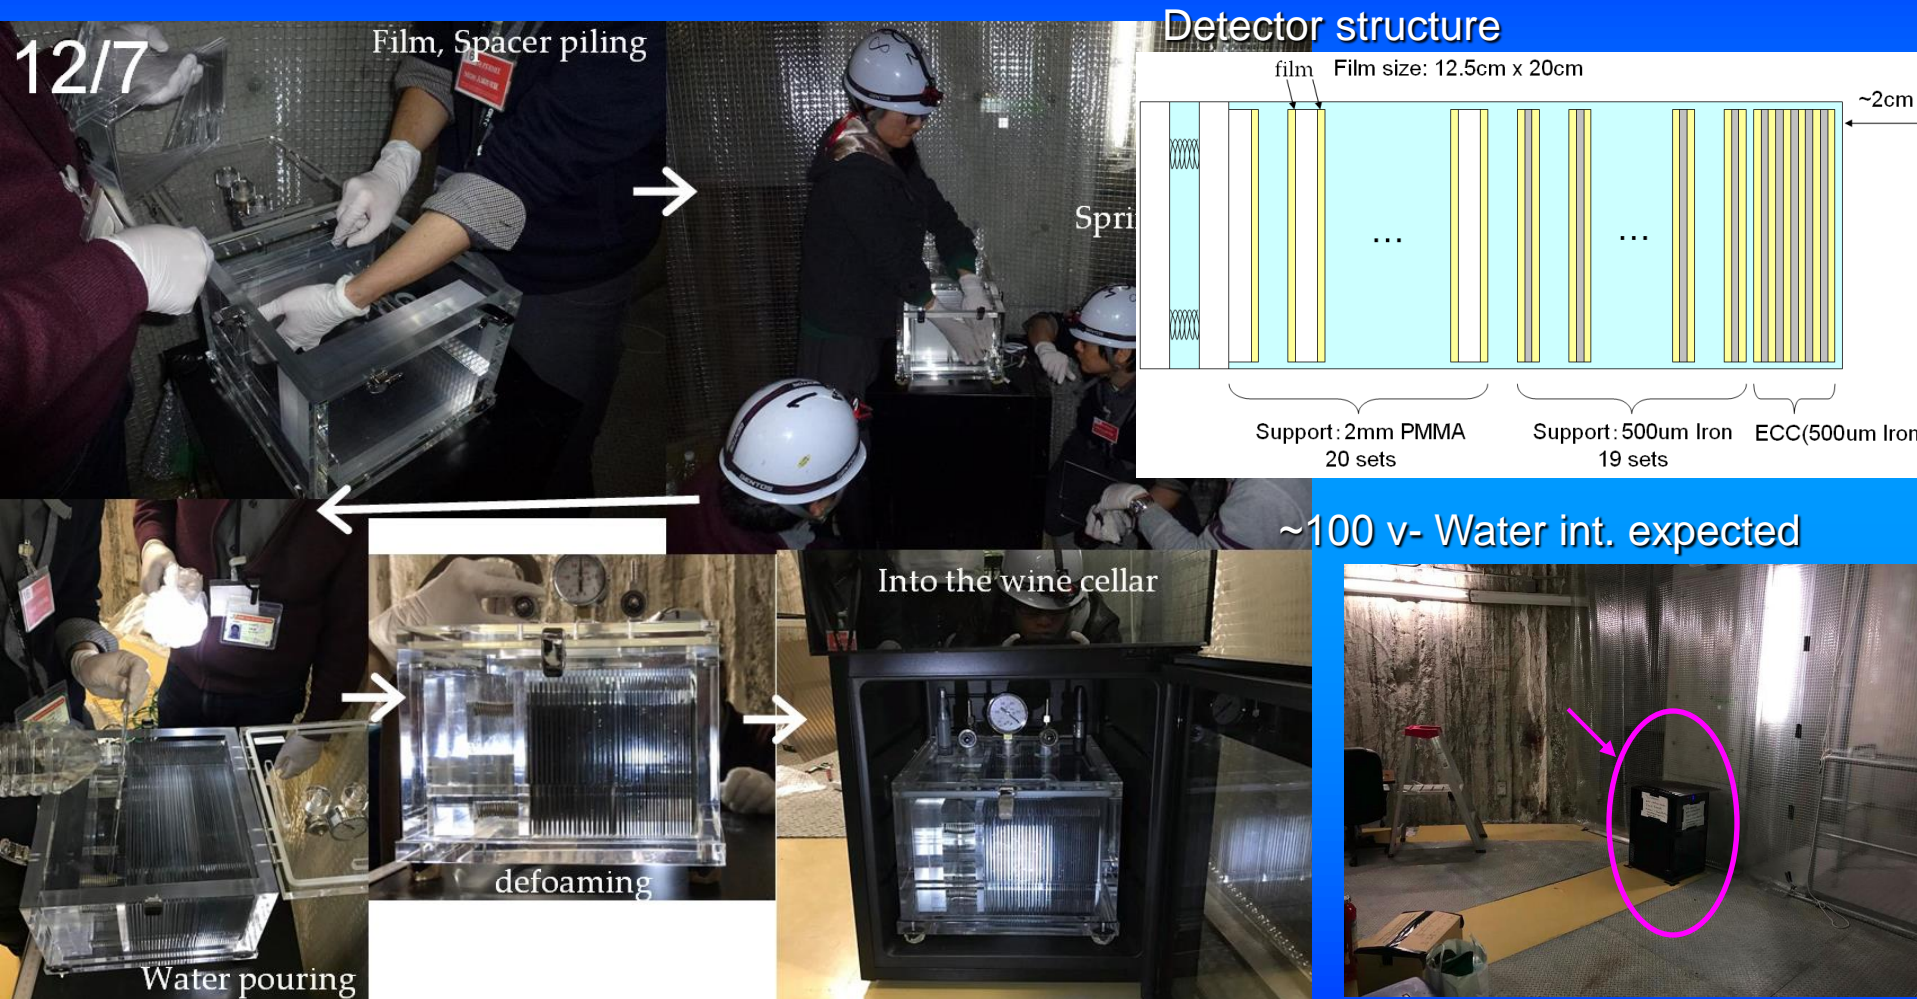 12/7
Film, Spacer piling
Detector structure
film
Film size: 12.5cm x 20cm
~2cm
Spri
...
...
Support:2mm PMMA
20 sets
Support:500um Iron
19 sets
ECC(500um Iron
~100 ν- Water int. expected
Into the wine cellar
defoaming
Water pouring
GENTOS